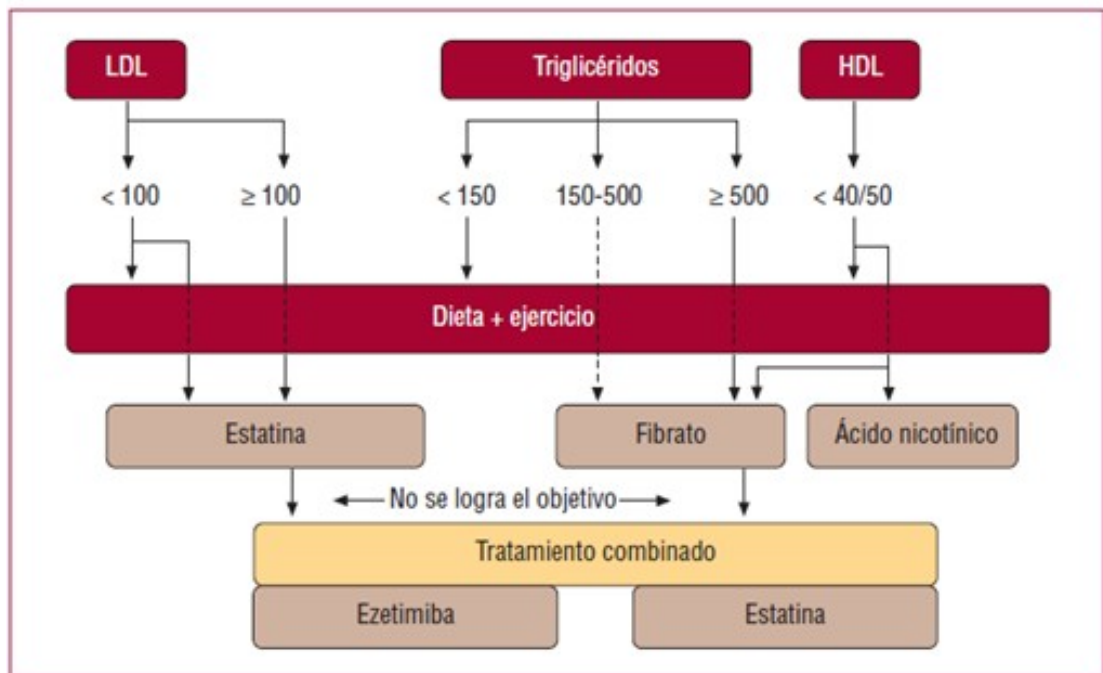 LDL
Triglicéridos
HDL
< 100
≥ 100
< 150
150-500
≥ 500
< 40/50
Dieta + ejercicio
Estatina
Fibrato
Ácido nicotínico
No se logra el objetivo
Tratamiento combinado
Ezetimiba
Estatina